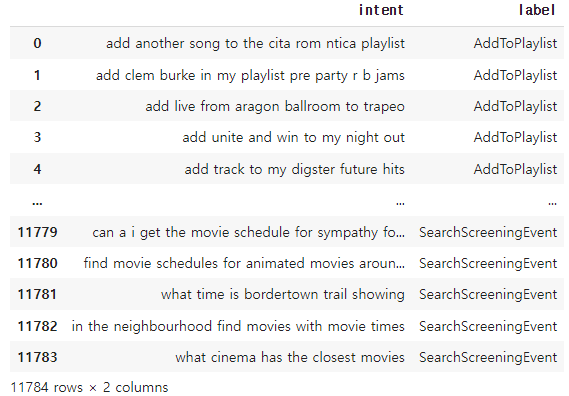 intent label
0 add another song to the cita rom ntica playlist AddToPlaylist
1 add clem burke in my playlist pre party r b jams AddToPlaylist
2 add live from aragon ballroom to trapeo AddToPlaylist
3 add unite and win to my night out AddToPlaylist
4 add track to my digster future hits AddToPlaylist
... ... ...
11779 can a i get the movie schedule for sympathy fo... SearchScreeningEvent
11780 find movie schedules for animated movies aroun... SearchScreeningEvent
11781 what time is bordertown trail showing SearchScreeningEvent
11782 in the neighbourhood find movies with movie times SearchScreeningEvent
11783 what cinema has the closest movies SearchScreeningEvent
11784 rows × 2 columns